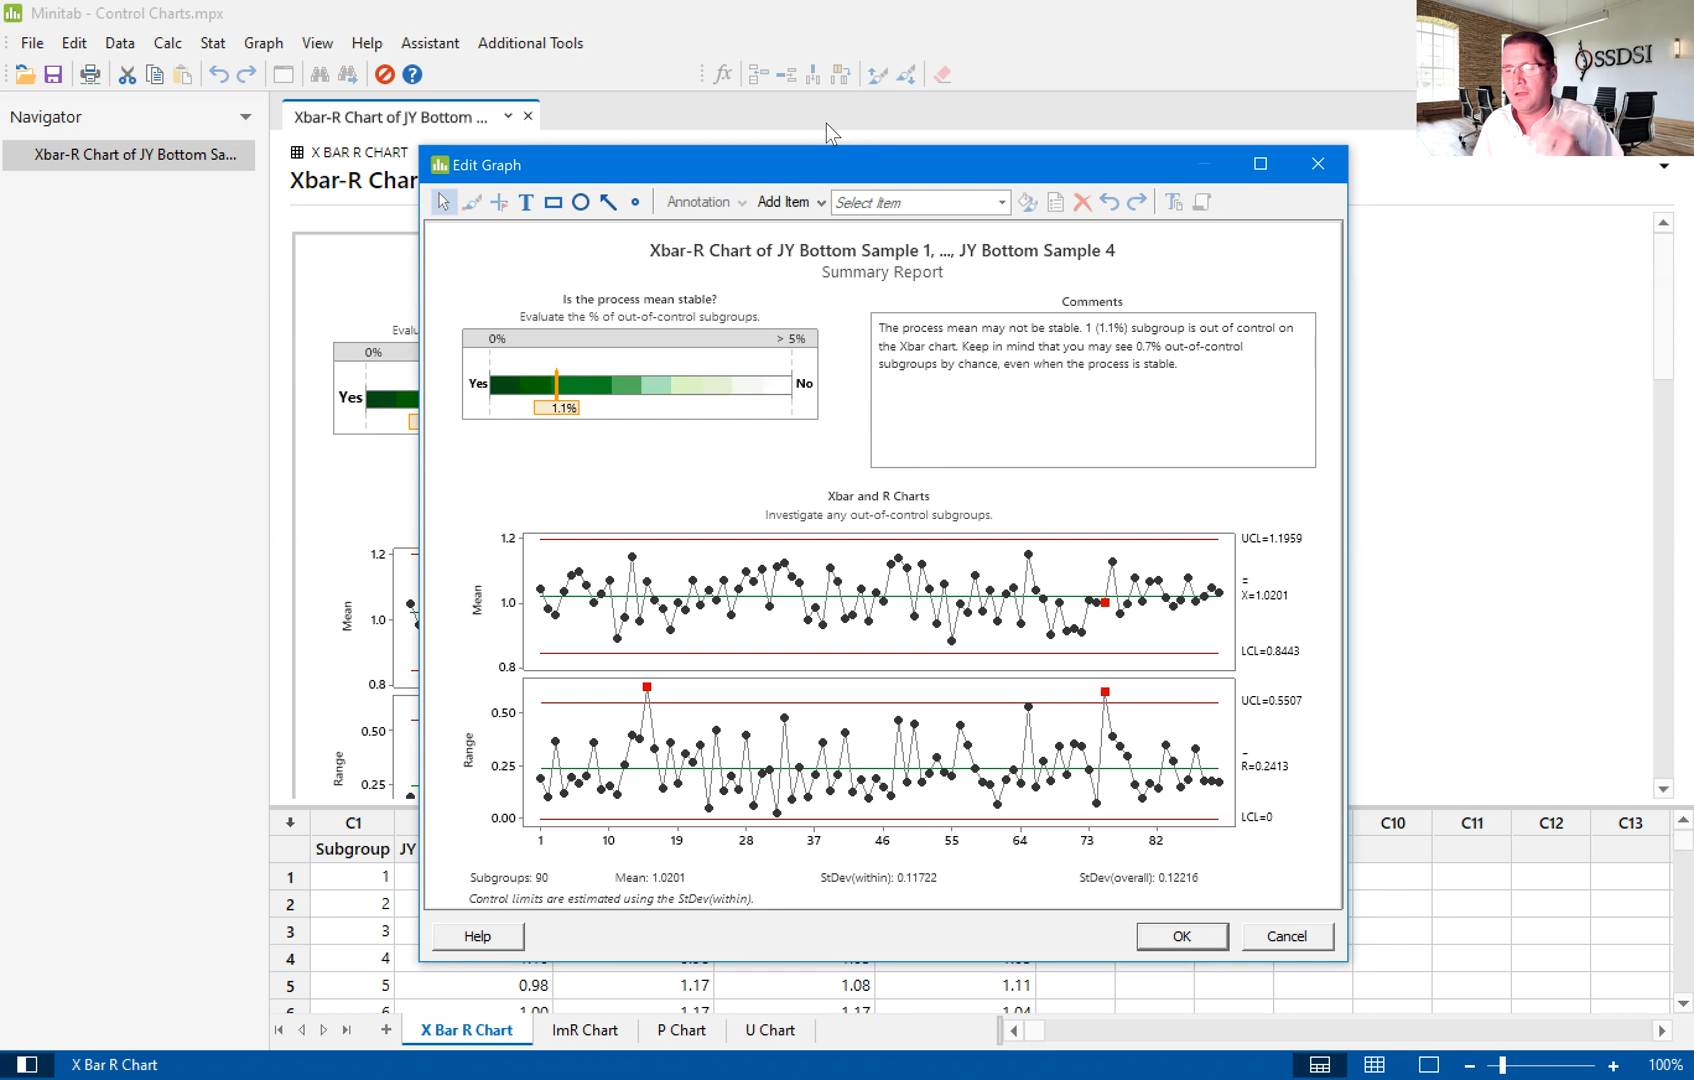 Minitab - Control Charts.mpx
File Edit Data Calc Stat Graph View Help Assistant Additional Tools
SSDSI
Navigator
Xbar-R Chart of JY Bottom ...
Xbar-R Chart of JY Bottom Sa...
X BAR R CHART
Xbar-R Char
Edit Graph
Annotation Add Item Select Item
Xbar-R Chart of JY Bottom Sample 1, ..., JY Bottom Sample 4
Summary Report
Is the process mean stable?
Evaluate the % of out-of-control subgroups.
0% > 5%
Yes No
1.1%
Comments
The process mean may not be stable. 1 (1.1%) subgroup is out of control on
the Xbar chart. Keep in mind that you may see 0.7% out-of-control
subgroups by chance, even when the process is stable.
Evalu
0%
Yes
Xbar and R Charts
Investigate any out-of-control subgroups.
1.2
1.0
0.8
Mean
UCL=1.1959
X=1.0201
LCL=0.8443
0.50
0.25
0.00
Range
UCL=0.5507
R=0.2413
LCL=0
1 10 19 28 37 46 55 64 73 82
Subgroups: 90 Mean: 1.0201 StDev(within): 0.11722 StDev(overall): 0.12216
Control limits are estimated using the StDev(within).
Help OK Cancel
1.2
1.0
0.8
Mean
0.50
0.25
Range
C1 C10 C11 C12 C13
Subgroup JY
1 1
2 2
3 3
4 4
5 5 0.98 1.17 1.08 1.11
6 6 1.00 1.17 1.17 1.04
X Bar R Chart ImR Chart P Chart U Chart
X Bar R Chart
100%